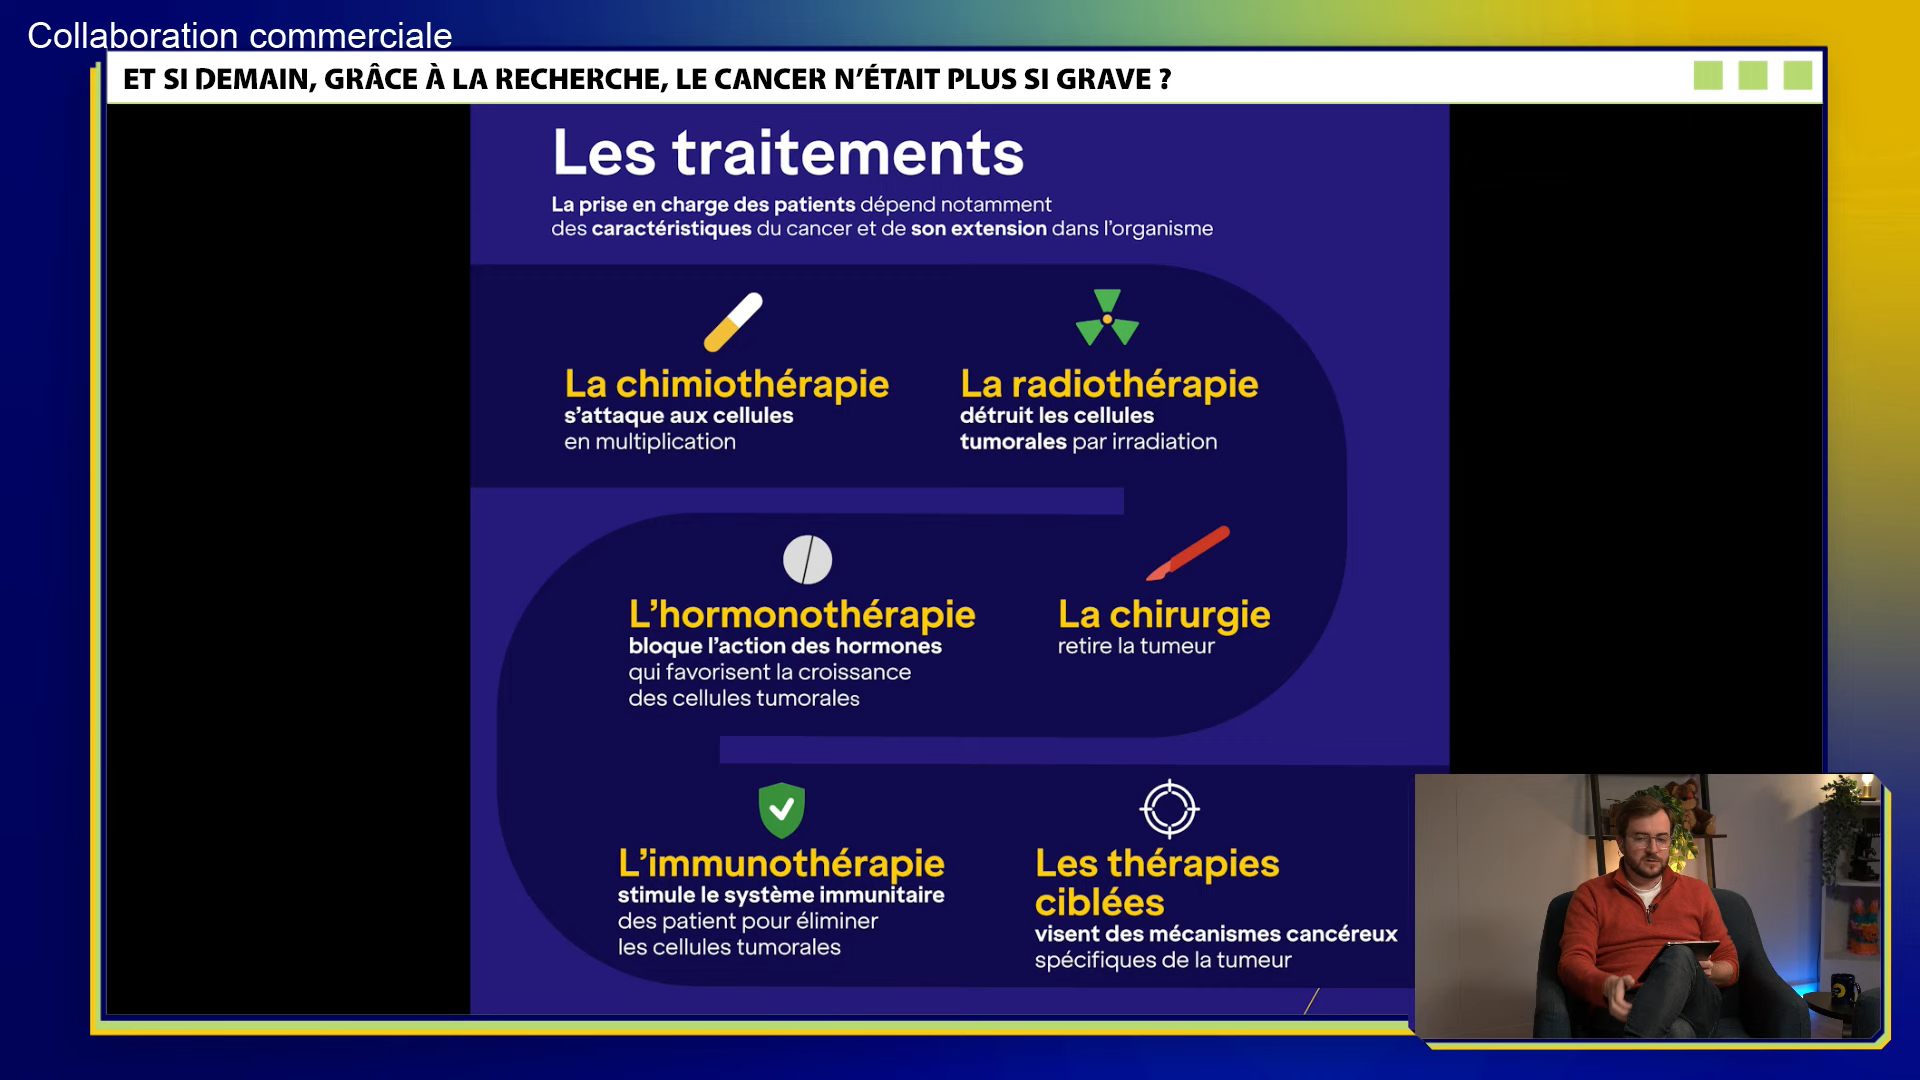 Collaboration commerciale
ET SI DEMAIN, GRÂCE À LA RECHERCHE, LE CANCER N'ÉTAIT PLUS SI GRAVE ?
Les traitements
La prise en charge des patients dépend notamment
des caractéristiques du cancer et de son extension dans l'organisme
La chimiothérapie
s'attaque aux cellules
en multiplication
La radiothérapie
détruit les cellules
tumorales par irradiation
L'hormonothérapie
bloque l'action des hormones
qui favorisent la croissance
des cellules tumorales
La chirurgie
retire la tumeur
L'immunothérapie
stimule le système immunitaire
des patient pour éliminer
les cellules tumorales
Les thérapies
ciblées
visent des mécanismes cancéreux
spécifiques de la tumeur